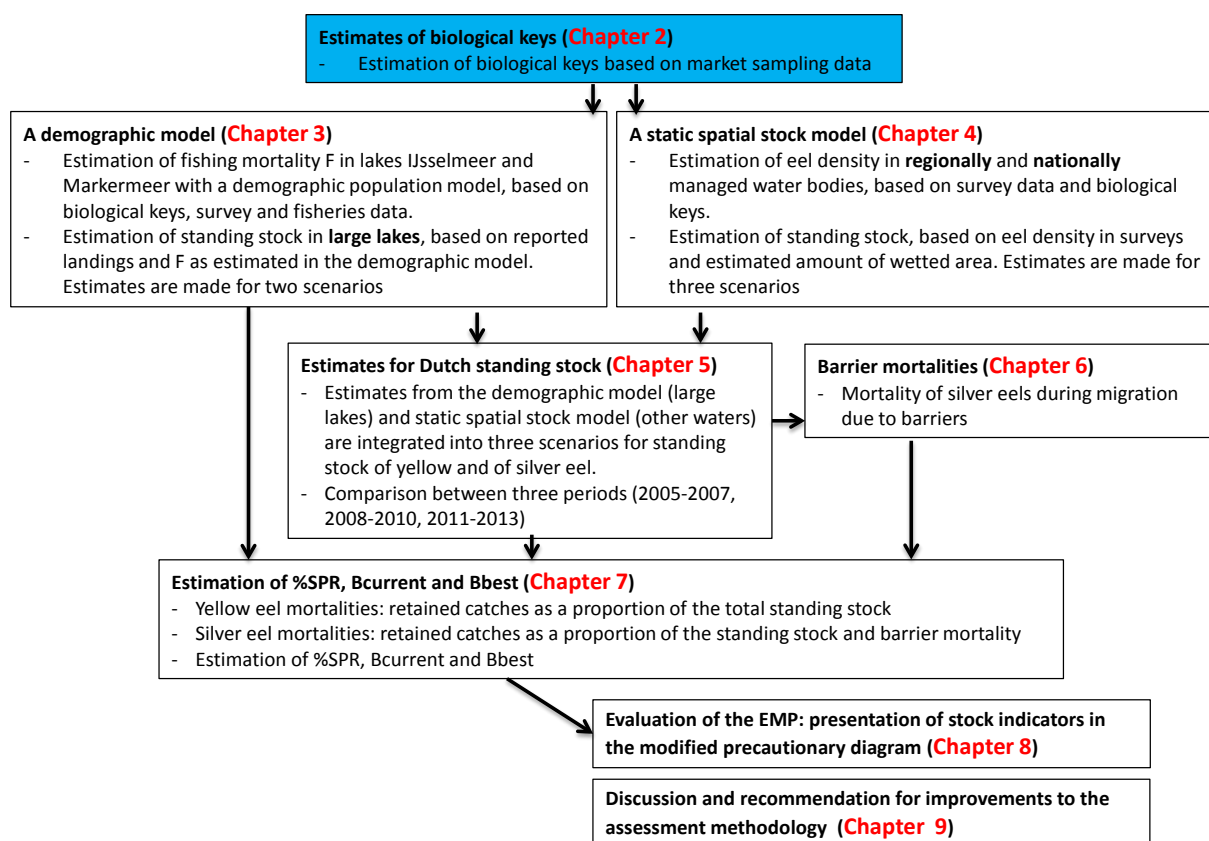 Estimates of biological keys (Chapter 2)
- Estimation of biological keys based on market sampling data
A demographic model (Chapter 3)
- Estimation of fishing mortality F in lakes IJsselmeer and
Markermeer with a demographic population model, based on
biological keys, survey and fisheries data.
- Estimation of standing stock in large lakes, based on reported
landings and F as estimated in the demographic model.
Estimates are made for two scenarios
A static spatial stock model (Chapter 4)
- Estimation of eel density in regionally and nationally
managed water bodies, based on survey data and biological
keys.
- Estimation of standing stock, based on eel density in surveys
and estimated amount of wetted area. Estimates are made for
three scenarios
Estimates for Dutch standing stock (Chapter 5)
- Estimates from the demographic model (large
lakes) and static spatial stock model (other waters)
are integrated into three scenarios for standing
stock of yellow and of silver eel.
- Comparison between three periods (2005-2007,
2008-2010, 2011-2013)
Barrier mortalities (Chapter 6)
- Mortality of silver eels during migration
due to barriers
Estimation of %SPR, Bcurrent and Bbest (Chapter 7)
- Yellow eel mortalities: retained catches as a proportion of the total standing stock
- Silver eel mortalities: retained catches as a proportion of the standing stock and barrier mortality
- Estimation of %SPR, Bcurrent and Bbest
Evaluation of the EMP: presentation of stock indicators in
the modified precautionary diagram (Chapter 8)
Discussion and recommendation for improvements to the
assessment methodology (Chapter 9)